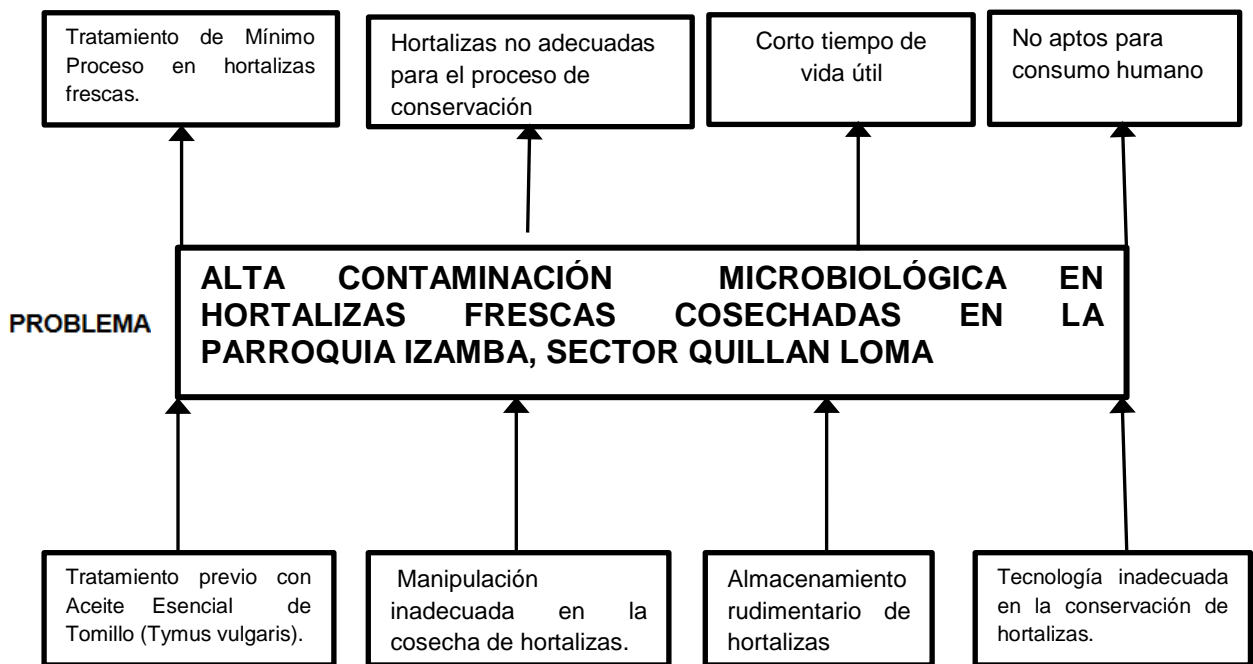 Tratamiento de Mínimo
Proceso en hortalizas
frescas.
Hortalizas no adecuadas
para el proceso de
conservación
Corto tiempo de
vida útil
No aptos para
consumo humano
PROBLEMA
ALTA CONTAMINACIÓN MICROBIOLÓGICA EN
HORTALIZAS FRESCAS COSECHADAS EN LA
PARROQUIA IZAMBA, SECTOR QUILLAN LOMA
Tratamiento previo con
Aceite Esencial de
Tomillo (Tymus vulgaris).
Manipulación
inadecuada en la
cosecha de hortalizas.
Almacenamiento
rudimentario de
hortalizas
Tecnología inadecuada
en la conservación de
hortalizas.